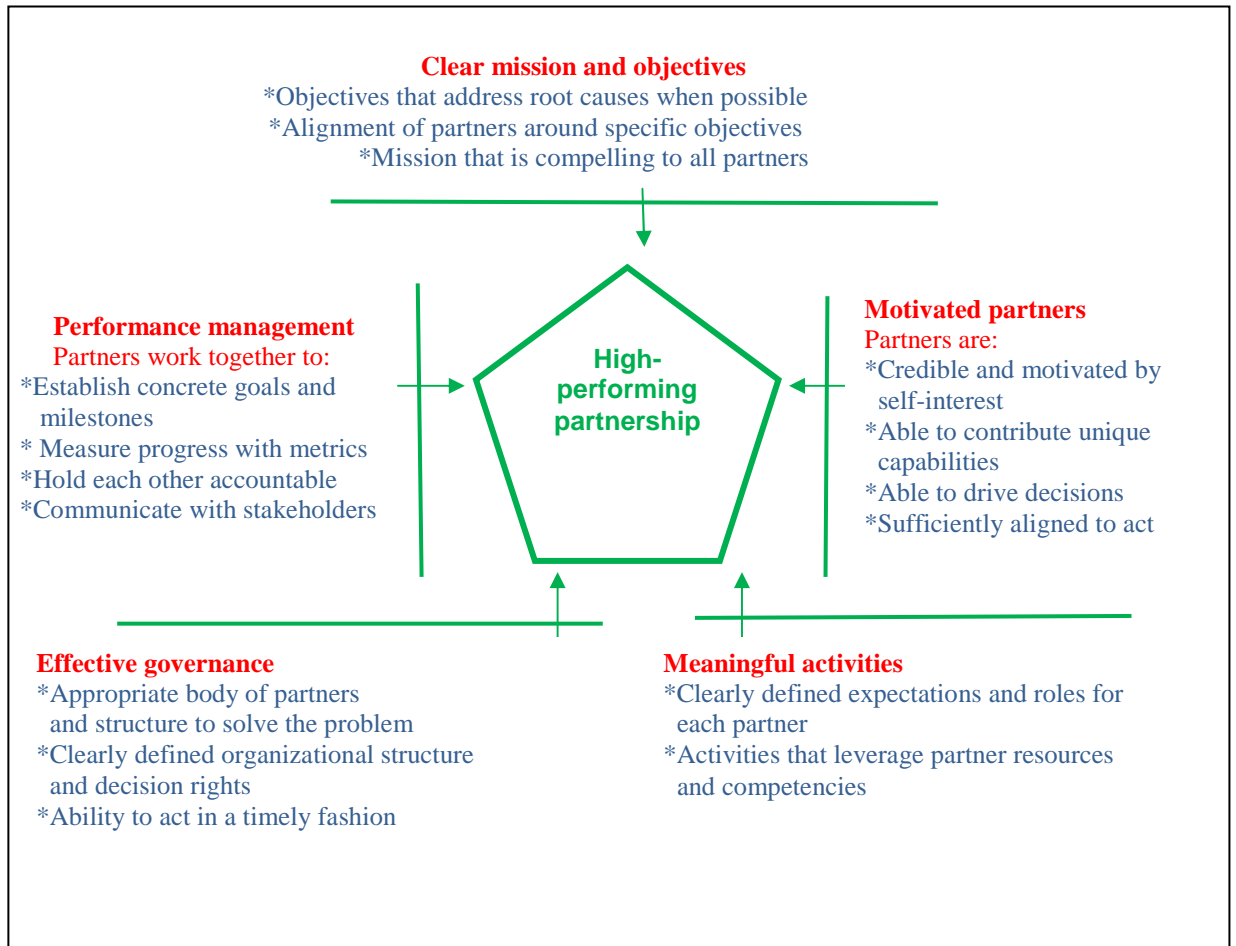 Clear mission and objectives
*Objectives that address root causes when possible
*Alignment of partners around specific objectives
*Mission that is compelling to all partners
Performance management
Partners work together to:
*Establish concrete goals and
milestones
* Measure progress with metrics
*Hold each other accountable
*Communicate with stakeholders
High-
performing
partnership
Motivated partners
Partners are:
*Credible and motivated by
self-interest
*Able to contribute unique
capabilities
*Able to drive decisions
*Sufficiently aligned to act
Effective governance
*Appropriate body of partners
and structure to solve the problem
*Clearly defined organizational structure
and decision rights
*Ability to act in a timely fashion
Meaningful activities
*Clearly defined expectations and roles for
each partner
*Activities that leverage partner resources
and competencies